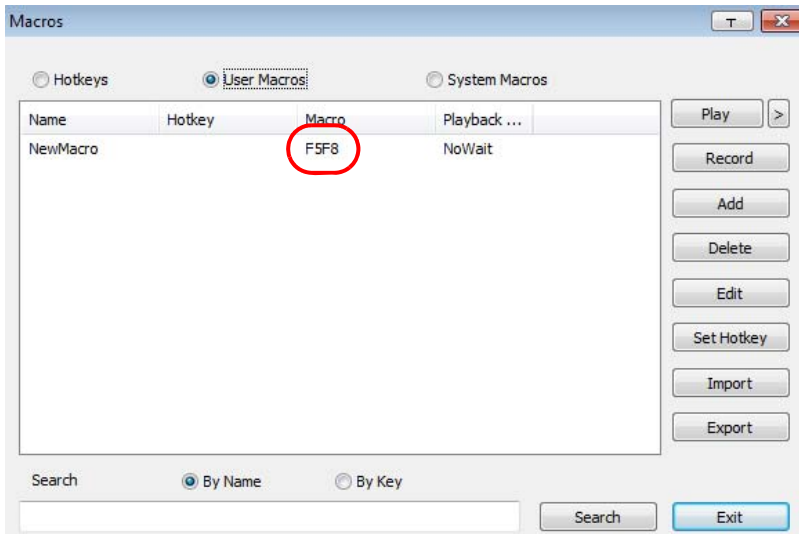 Macros
Hotkeys User Macros System Macros
Name Hotkey Macro Playback ...
NewMacro F5F8 NoWait
Play >
Record
Add
Delete
Edit
Set Hotkey
Import
Export
Search By Name By Key
Search Exit